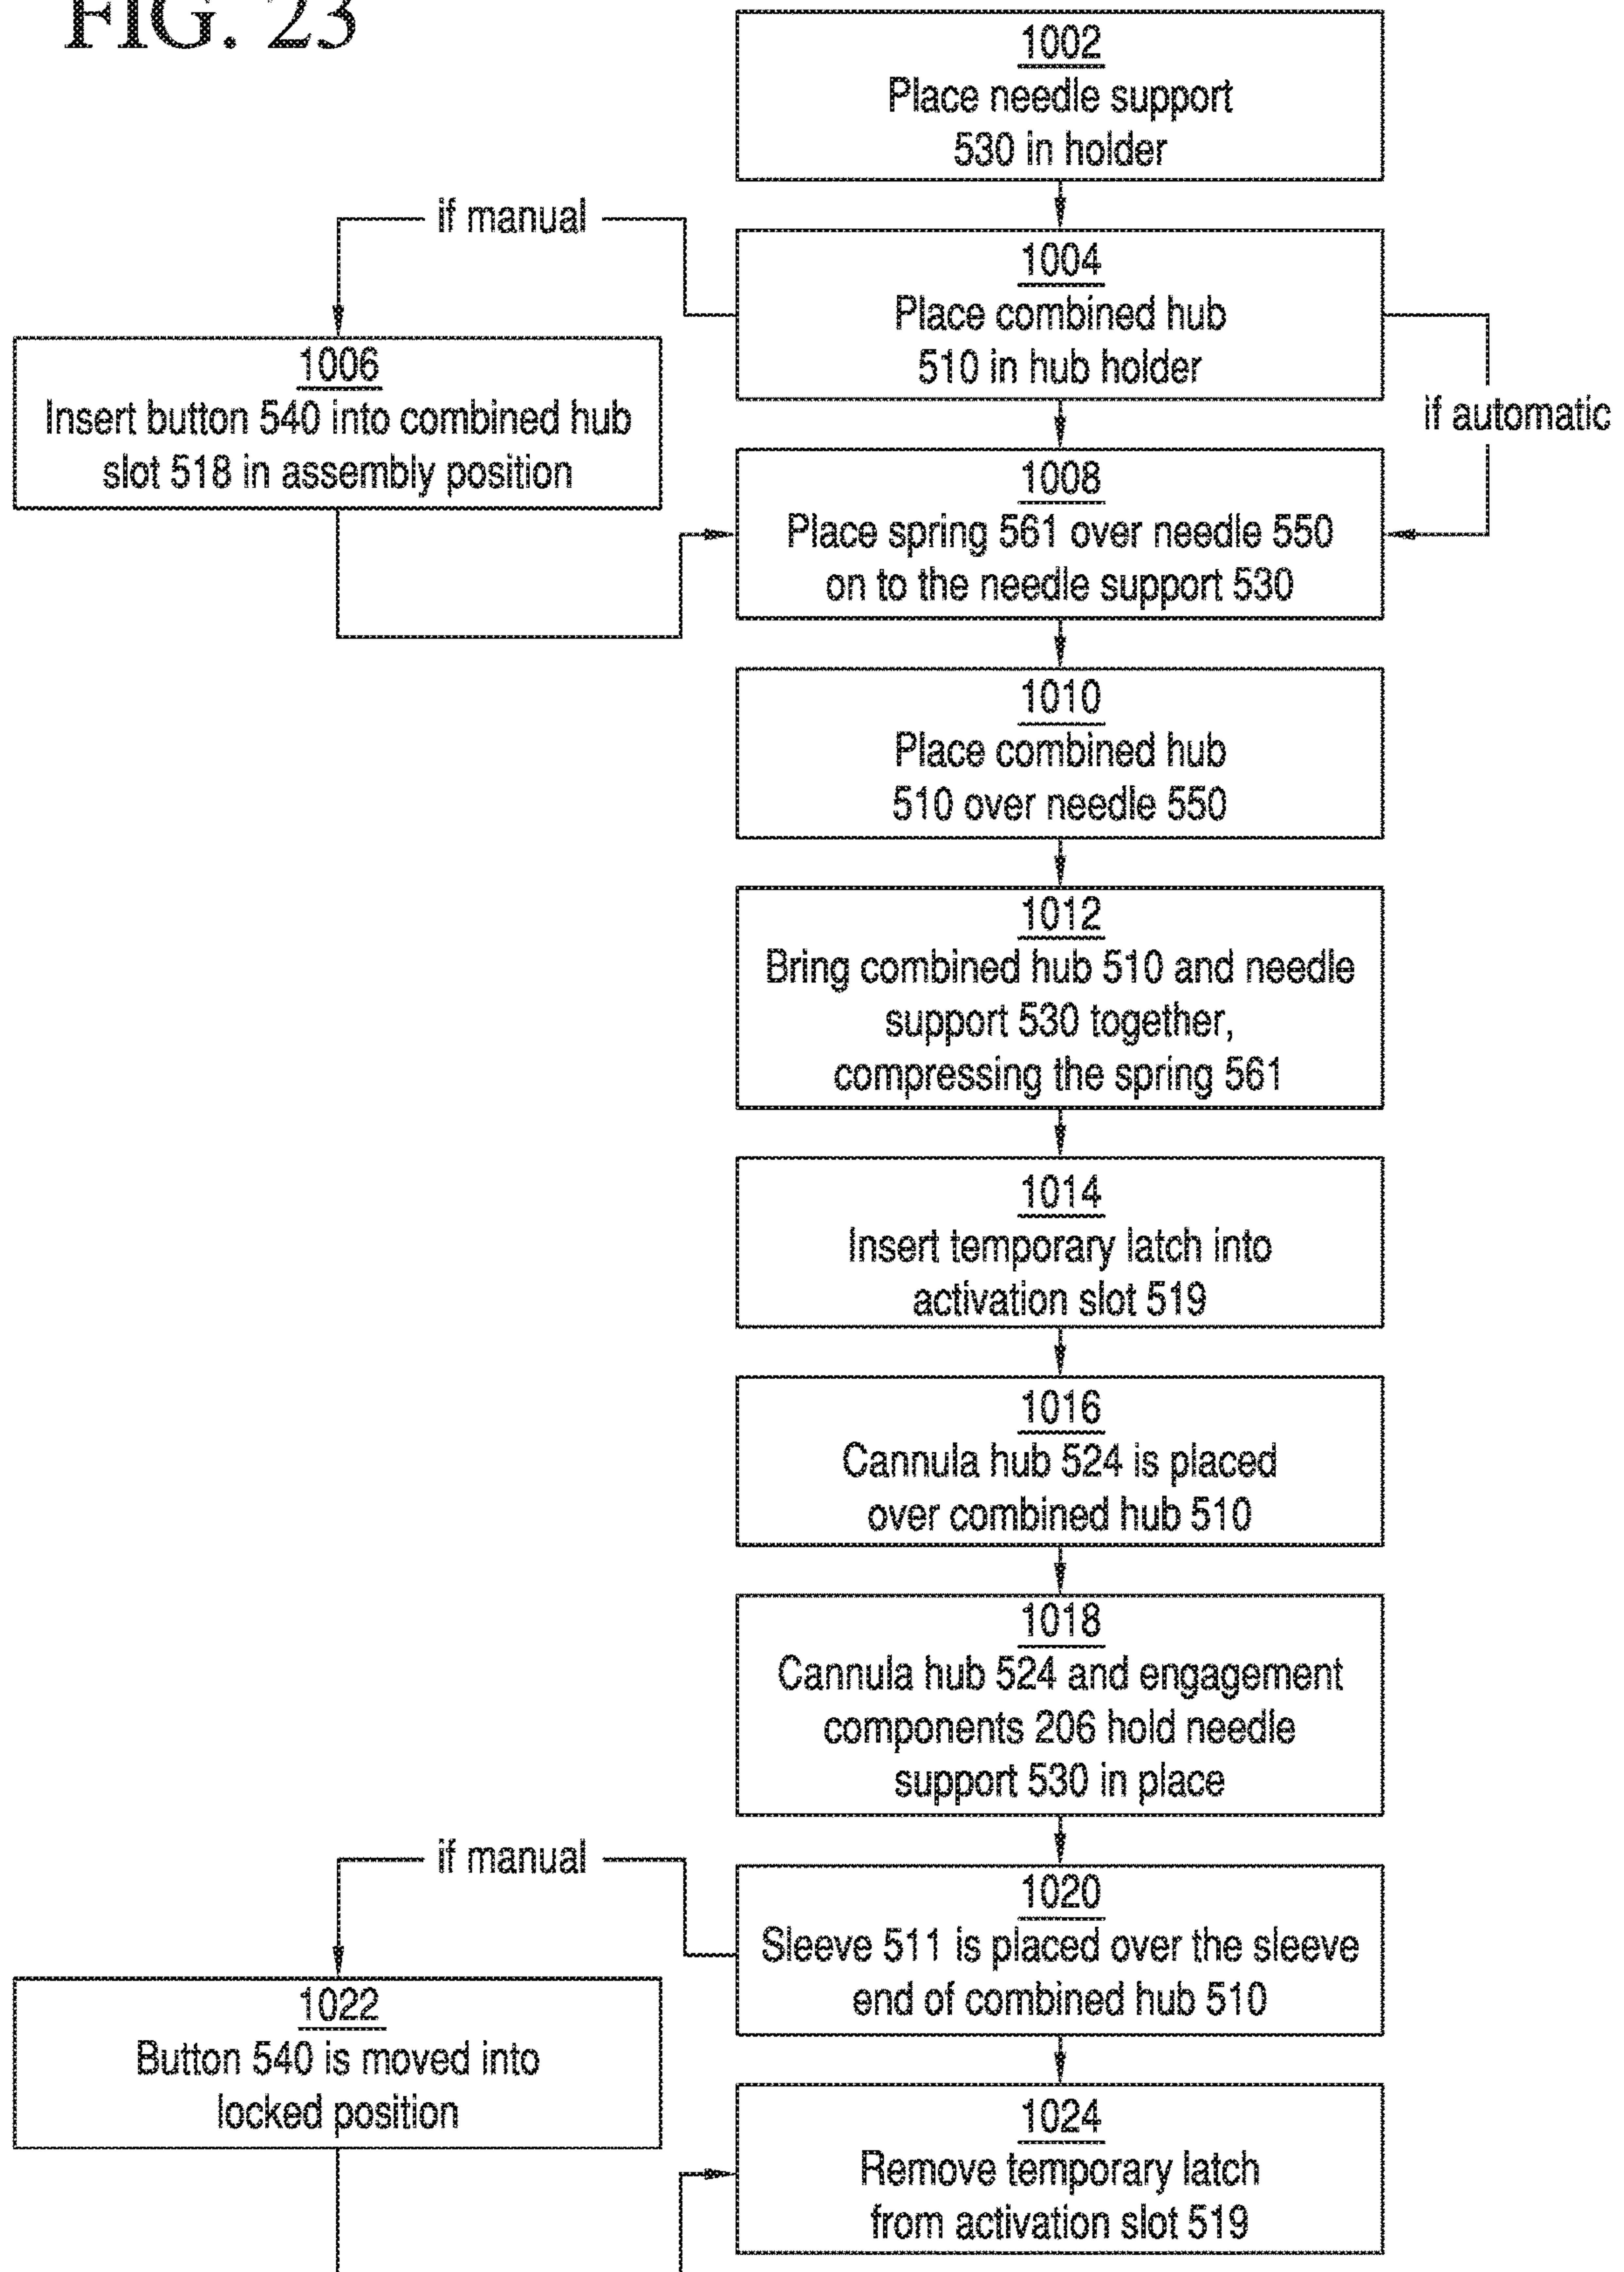 FIG. 23
1002
Place needle support
530 in holder
if manual
1004
Place combined hub
510 in hub holder
if automatic
1006
Insert button 540 into combined hub
slot 518 in assembly position
1008
Place spring 561 over needle 550
on to the needle support 530
1010
Place combined hub
510 over needle 550
1012
Bring combined hub 510 and needle
support 530 together,
compressing the spring 561
1014
Insert temporary latch into
activation slot 519
1016
Cannula hub 524 is placed
over combined hub 510
1018
Cannula hub 524 and engagement
components 206 hold needle
support 530 in place
if manual
1020
Sleeve 511 is placed over the sleeve
end of combined hub 510
1022
Button 540 is moved into
locked position
1024
Remove temporary latch
from activation slot 519